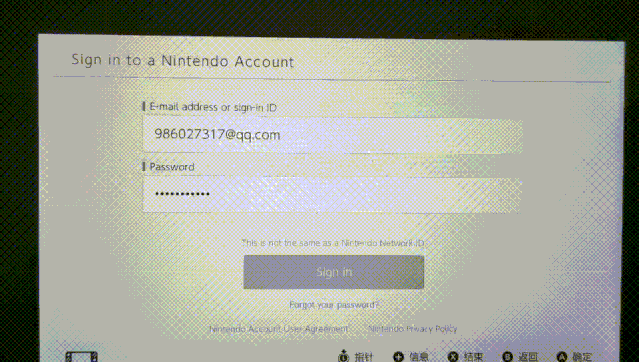 Sign in to a Nintendo Account
E-mail address or sign-in ID
986027317@qq.com
Password
•••••••••••
This is not the same as a Nintendo Network ID.
Sign in
Forgot your password?
Nintendo Account User Agreement Nintendo Privacy Policy
指针 信息 X 结束 B 返回 A 确定